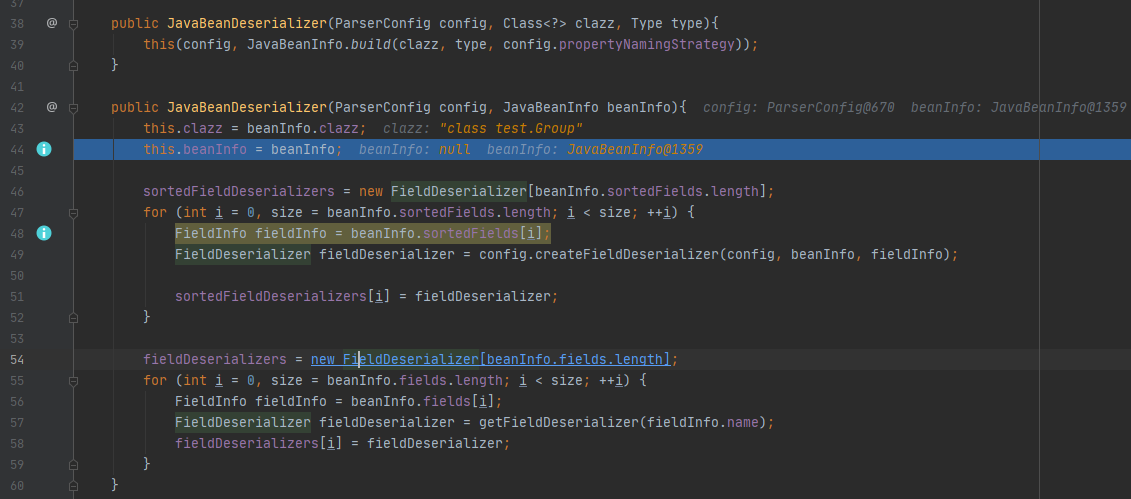 37
38 @ public JavaBeanDeserializer(ParserConfig config, Class<?> clazz, Type type){
39 this(config, JavaBeanInfo.build(clazz, type, config.propertyNamingStrategy));
40 }
41
42 @ public JavaBeanDeserializer(ParserConfig config, JavaBeanInfo beanInfo){ config: ParserConfig@670 beanInfo: JavaBeanInfo@1359
43 this.clazz = beanInfo.clazz; clazz: "class test.Group"
44 this.beanInfo = beanInfo; beanInfo: null beanInfo: JavaBeanInfo@1359
45
46 sortedFieldDeserializers = new FieldDeserializer[beanInfo.sortedFields.length];
47 for (int i = 0, size = beanInfo.sortedFields.length; i < size; ++i) {
48 FieldInfo fieldInfo = beanInfo.sortedFields[i];
49 FieldDeserializer fieldDeserializer = config.createFieldDeserializer(config, beanInfo, fieldInfo);
50
51 sortedFieldDeserializers[i] = fieldDeserializer;
52 }
53
54 fieldDeserializers = new FieldDeserializer[beanInfo.fields.length];
55 for (int i = 0, size = beanInfo.fields.length; i < size; ++i) {
56 FieldInfo fieldInfo = beanInfo.fields[i];
57 FieldDeserializer fieldDeserializer = getFieldDeserializer(fieldInfo.name);
58 fieldDeserializers[i] = fieldDeserializer;
59 }
60 }